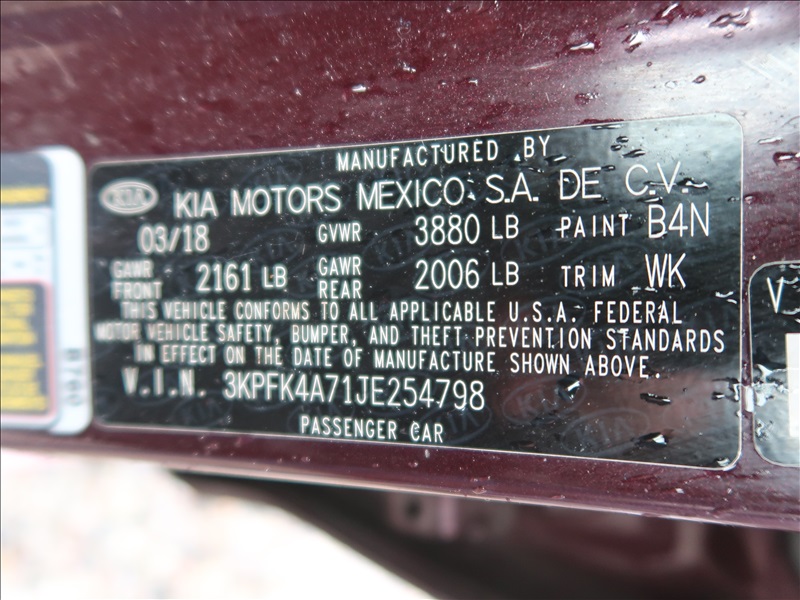 MANUFACTURED BY
KIA KIA MOTORS MEXICO S.A. DE C.V.
03/18 GVWR 3880 LB PAINT B4N
GAWR FRONT 2161 LB GAWR REAR 2006 LB TRIM WK
THIS VEHICLE CONFORMS TO ALL APPLICABLE U.S.A. FEDERAL
MOTOR VEHICLE SAFETY, BUMPER, AND THEFT PREVENTION STANDARDS
IN EFFECT ON THE DATE OF MANUFACTURE SHOWN ABOVE.
V.I.N. 3KPFK4A71JE254798
PASSENGER CAR
V